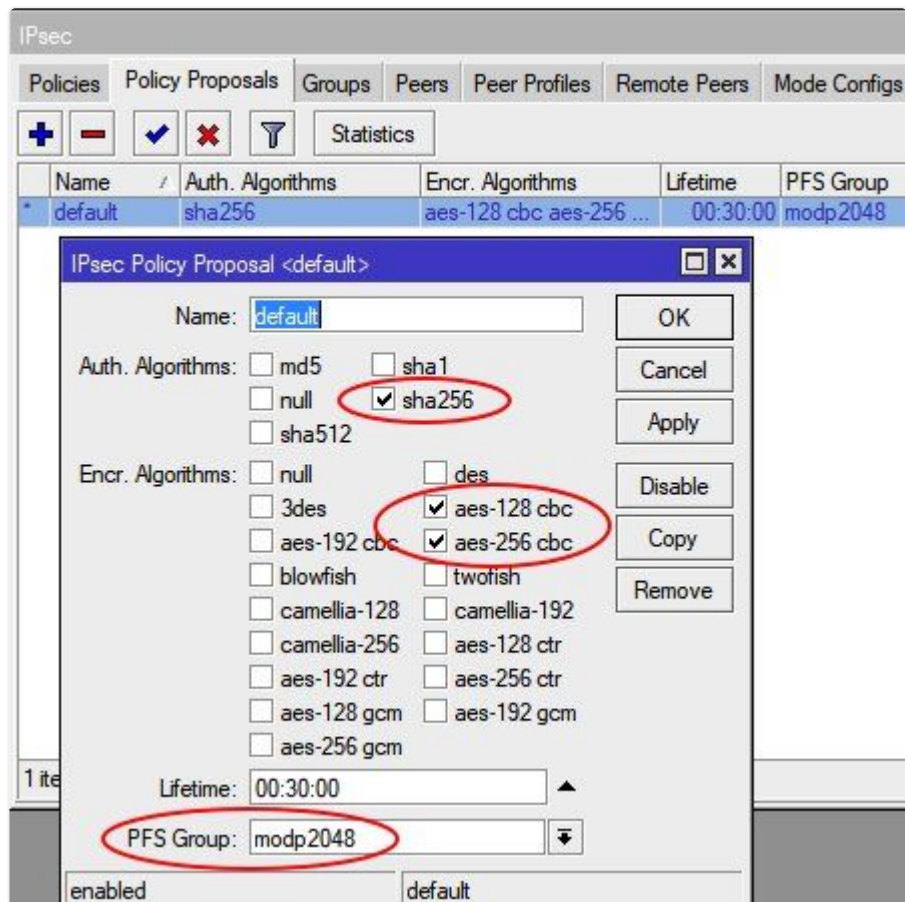 IPsec
Policies Policy Proposals Groups Peers Peer Profiles Remote Peers Mode Configs
Statistics
Name Auth. Algorithms Encr. Algorithms Lifetime PFS Group
* default sha256 aes-128 cbc aes-256 ... 00:30:00 modp2048
IPsec Policy Proposal <default>
Name: default OK
Auth. Algorithms: md5 sha1 Cancel
null sha256
sha512 Apply
Encr. Algorithms: null des Disable
3des aes-128 cbc
aes-192 cbc aes-256 cbc Copy
blowfish twofish Remove
camellia-128 camellia-192
camellia-256 aes-128 ctr
aes-192 ctr aes-256 ctr
aes-128 gcm aes-192 gcm
aes-256 gcm
1 ite Lifetime: 00:30:00
PFS Group: modp2048
enabled default